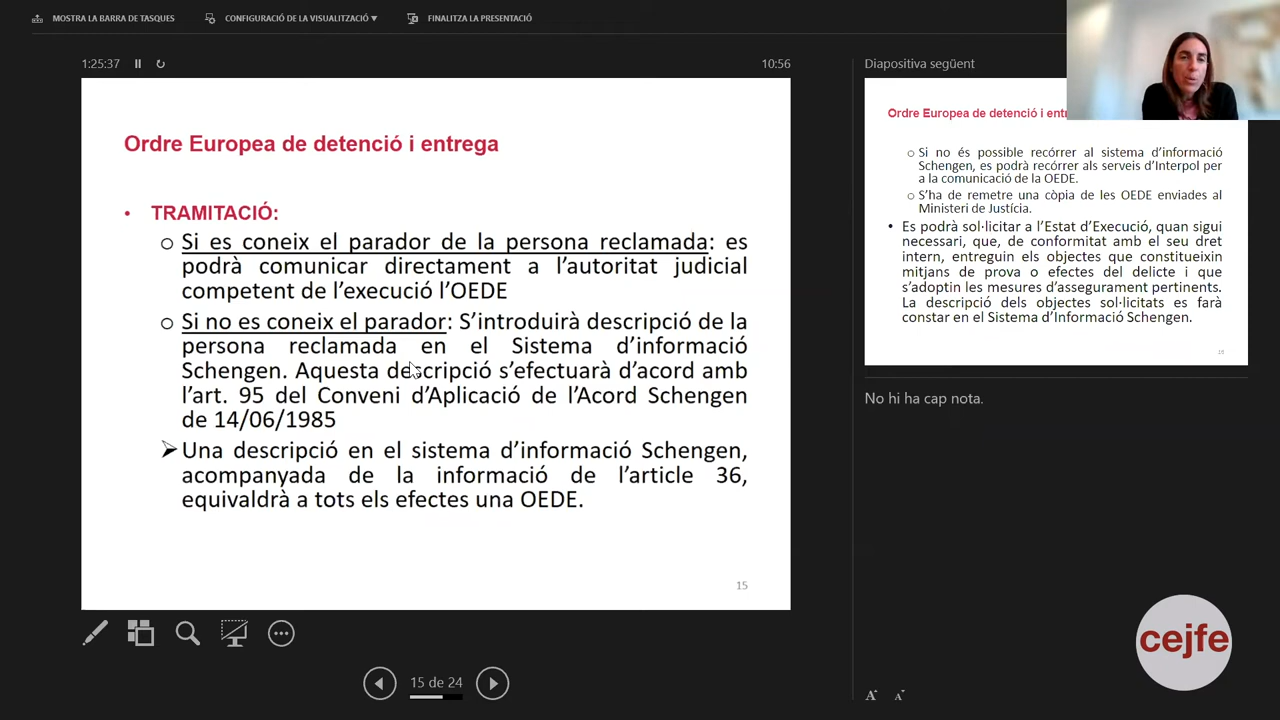 MOSTRA LA BARRA DE TASQUES
CONFIGURACIÓ DE LA VISUALITZACIÓ ▼
FINALITZA LA PRESENTACIÓ
1:25:37
10:56
Ordre Europea de detenció i entrega
• TRAMITACIÓ:
o Si es coneix el parador de la persona reclamada: es
podrà comunicar directament a l’autoritat judicial
competent de l’execució l’OEDE
o Si no es coneix el parador: S’introduirà descripció de la
persona reclamada en el Sistema d’informació
Schengen. Aquesta descripció s’efectuarà d’acord amb
l’art. 95 del Conveni d’Aplicació de l’Acord Schengen
de 14/06/1985
➢ Una descripció en el sistema d’informació Schengen,
acompanyada de la informació de l’article 36,
equivaldrà a tots els efectes una OEDE.
15
15 de 24
Diapositiva següent
Ordre Europea de detenció i entr
o Si no és possible recórrer al sistema d’informació
Schengen, es podrà recórrer als serveis d’Interpol per
a la comunicació de la OEDE.
o S’ha de remetre una còpia de les OEDE enviades al
Ministeri de Justícia.
• Es podrà sol·licitar a l’Estat d’Execució, quan sigui
necessari, que, de conformitat amb el seu dret
intern, entreguin els objectes que constitueixin
mitjans de prova o efectes del delicte i que
s’adoptin les mesures d’assegurament pertinents.
La descripció dels objectes sol·licitats es farà
constar en el Sistema d’Informació Schengen.
No hi ha cap nota.
cejfe
A A